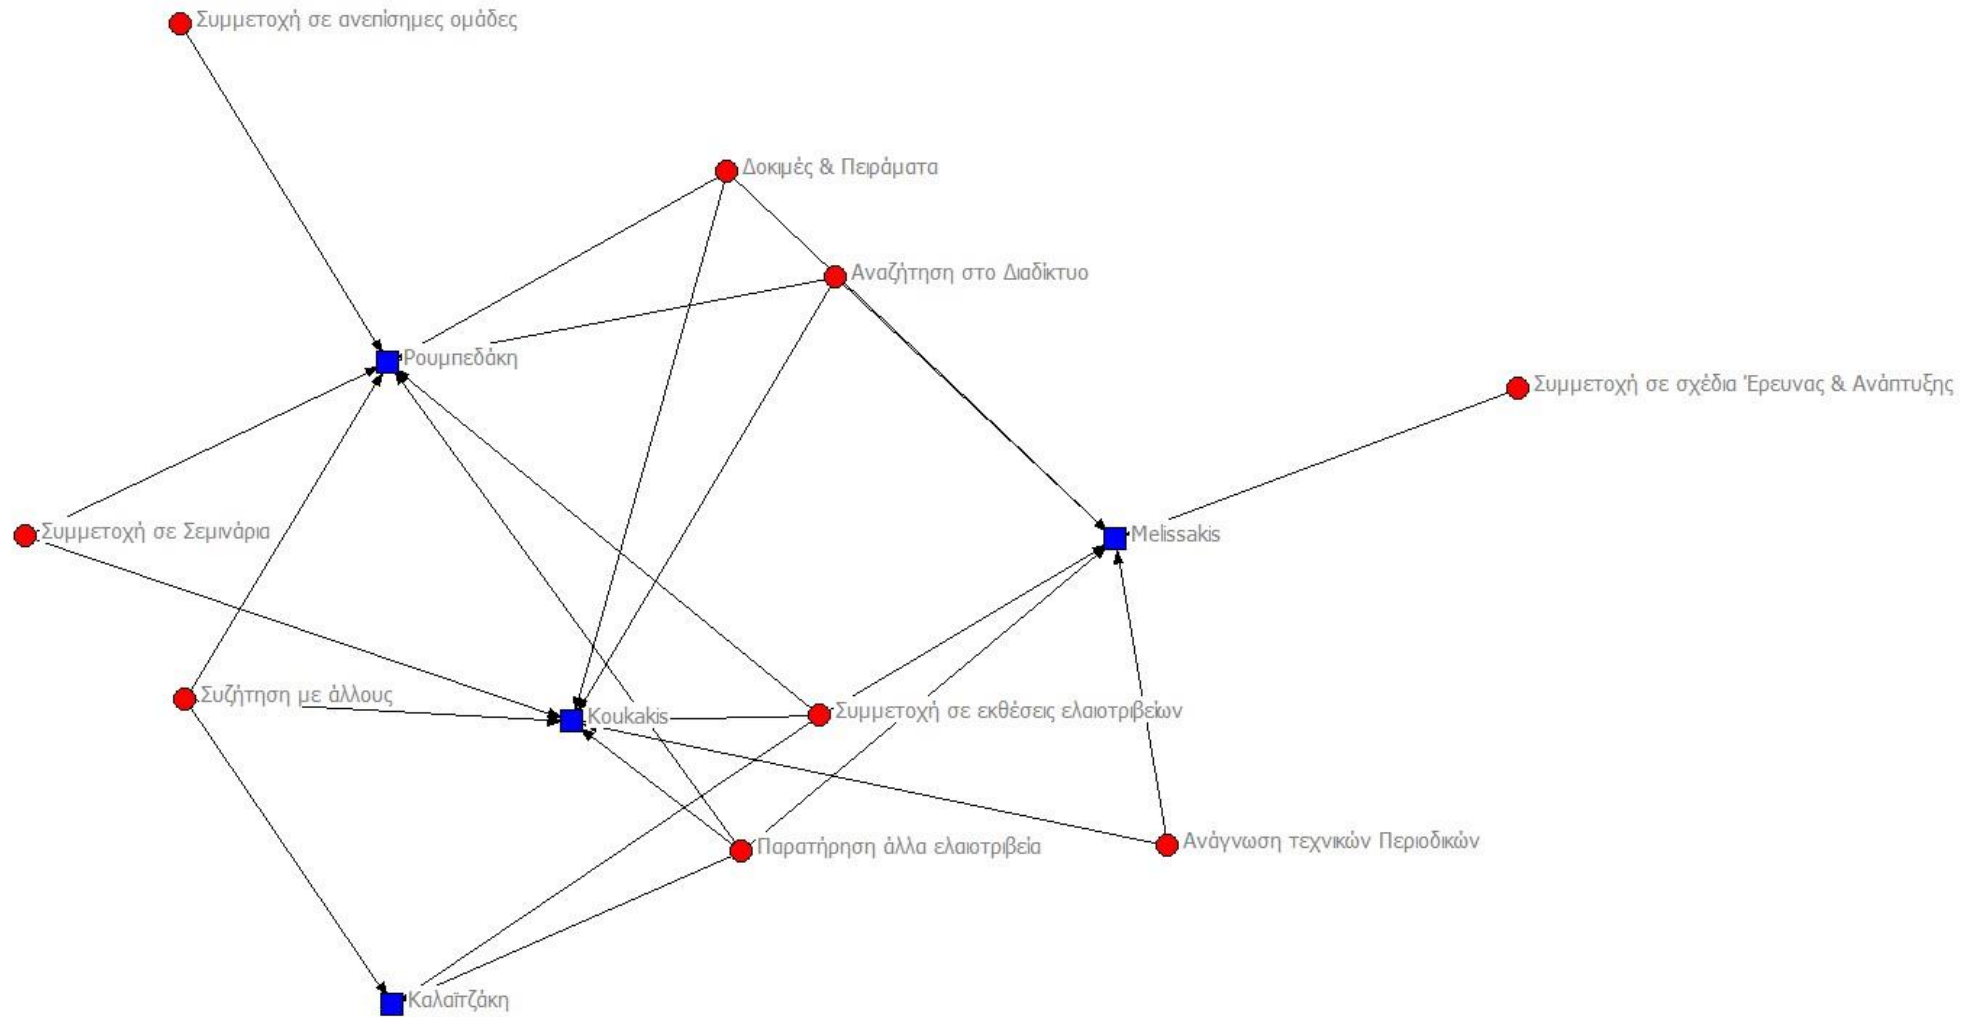 Συμμετοχή σε ανεπίσημες ομάδες
Δοκιμές & Πειράματα
Αναζήτηση στο Διαδίκτυο
Ρουμπεδάκη
Συμμετοχή σε σχέδια Έρευνας & Ανάπτυξης
Συμμετοχή σε Σεμινάρια
Melissakis
Συζήτηση με άλλους
Koukakis
Συμμετοχή σε εκθέσεις ελαιοτριβείων
Παρατήρηση άλλα ελαιοτριβεία
Ανάγνωση τεχνικών Περιοδικών
Καλαϊτζάκη